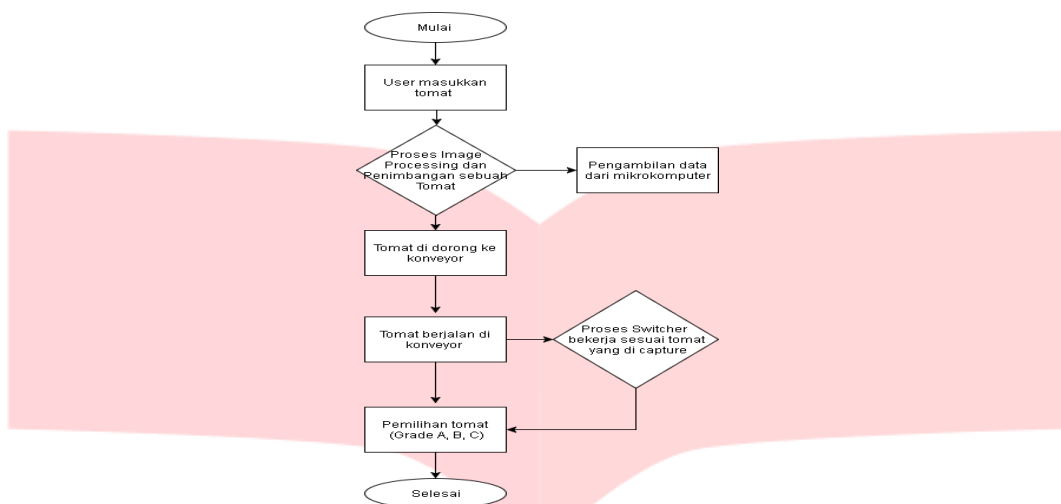 Mulai
User masukkan
tomat
Proses Image
Processing dan
Penimbangan sebuah
Tomat
Pengambilan data
dari mikrokomputer
Tomat di dorong ke
konveyor
Tomat berjalan di
konveyor
Proses Switcher
bekerja sesuai tomat
yang di capture
Pemilihan tomat
(Grade A, B, C)
Selesai